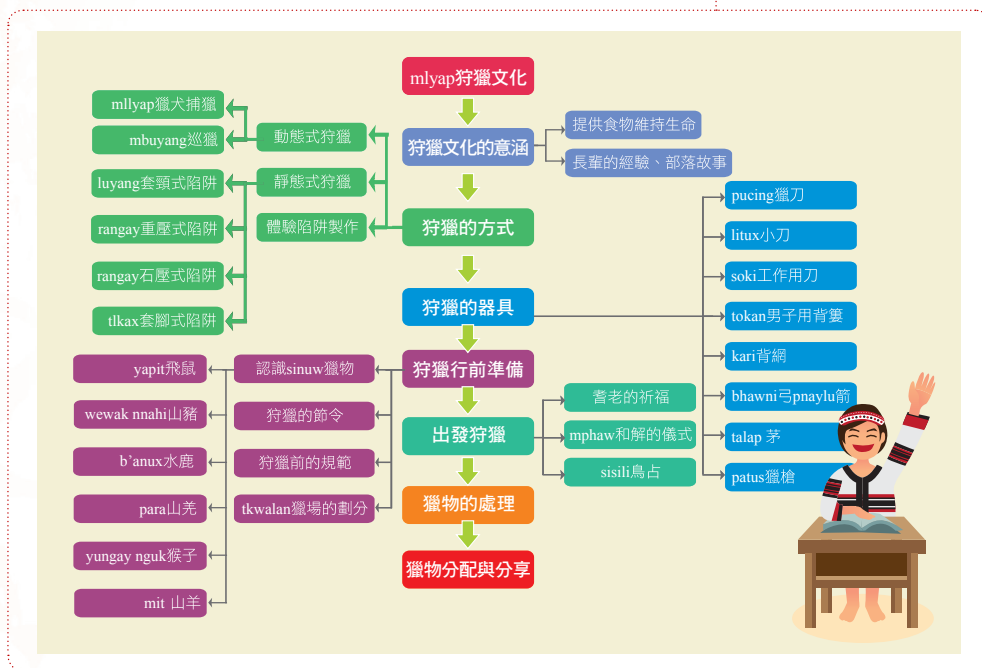 mlyap狩獵文化
狩獵文化的意涵
提供食物維持生命
長輩的經驗、部落故事
狩獵的方式
動態式狩獵
mllyap獵犬捕獵
mbuyang巡獵
靜態式狩獵
luyang套頸式陷阱
rangay重壓式陷阱
rangay石壓式陷阱
tlkax套腳式陷阱
體驗陷阱製作
狩獵的器具
pucing獵刀
litux小刀
soki工作用刀
tokan男子用背簍
kari背網
bhawni弓pnaylu箭
talap 茅
patus獵槍
狩獵行前準備
認識sinuw獵物
yapit飛鼠
wewak nnahi山豬
b’anux水鹿
para山羌
yungay nguk猴子
mit 山羊
狩獵的節令
狩獵前的規範
tkwalan獵場的劃分
出發狩獵
耆老的祈福
mphaw和解的儀式
sisili鳥占
獵物的處理
獵物分配與分享